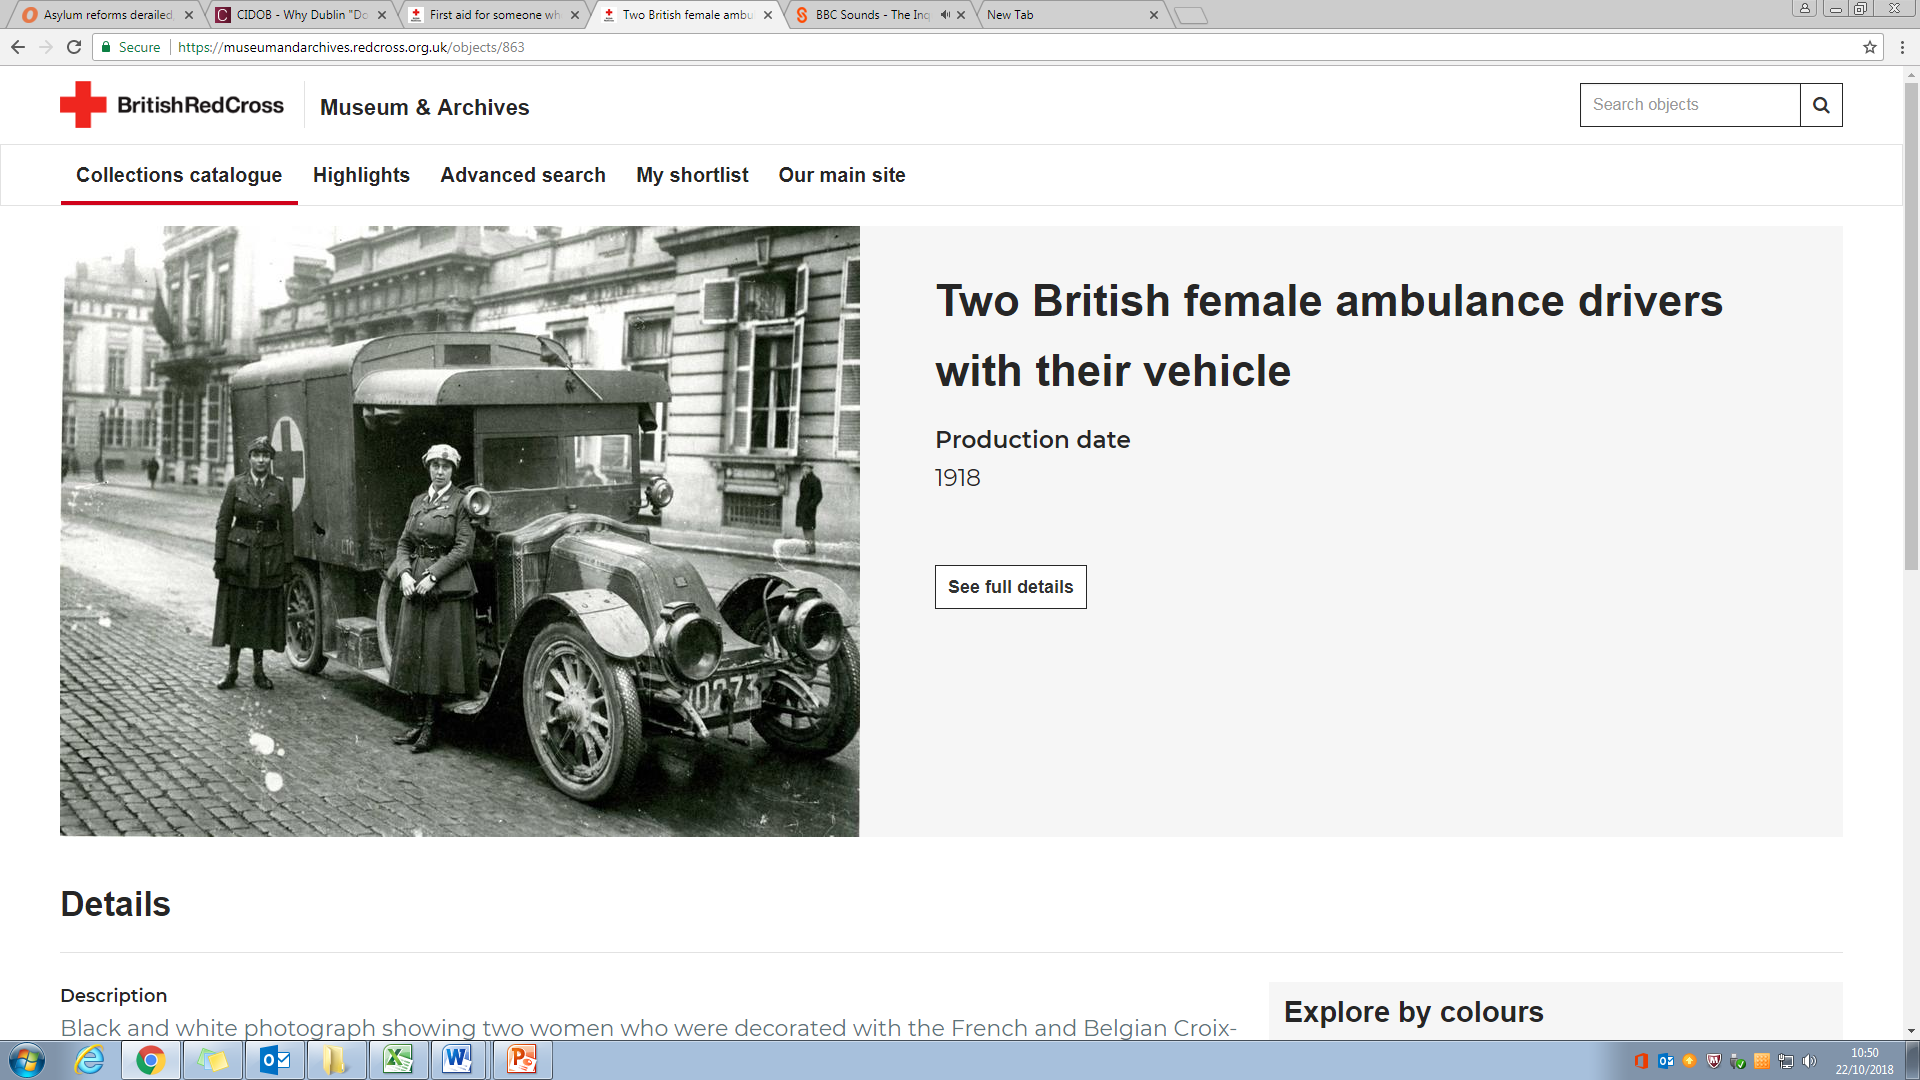 Asylum reforms derailed
CIDOB - Why Dublin "Do
First aid for someone wh
Two British female ambu
BBC Sounds - The Inq
New Tab
Secure
https://museumandarchives.redcross.org.uk/objects/863
BritishRedCross
Museum & Archives
Search objects
Collections catalogue
Highlights
Advanced search
My shortlist
Our main site
Two British female ambulance drivers
with their vehicle
Production date
1918
See full details
Details
Description
Black and white photograph showing two women who were decorated with the French and Belgian Croix-
Explore by colours
10:50
22/10/2018